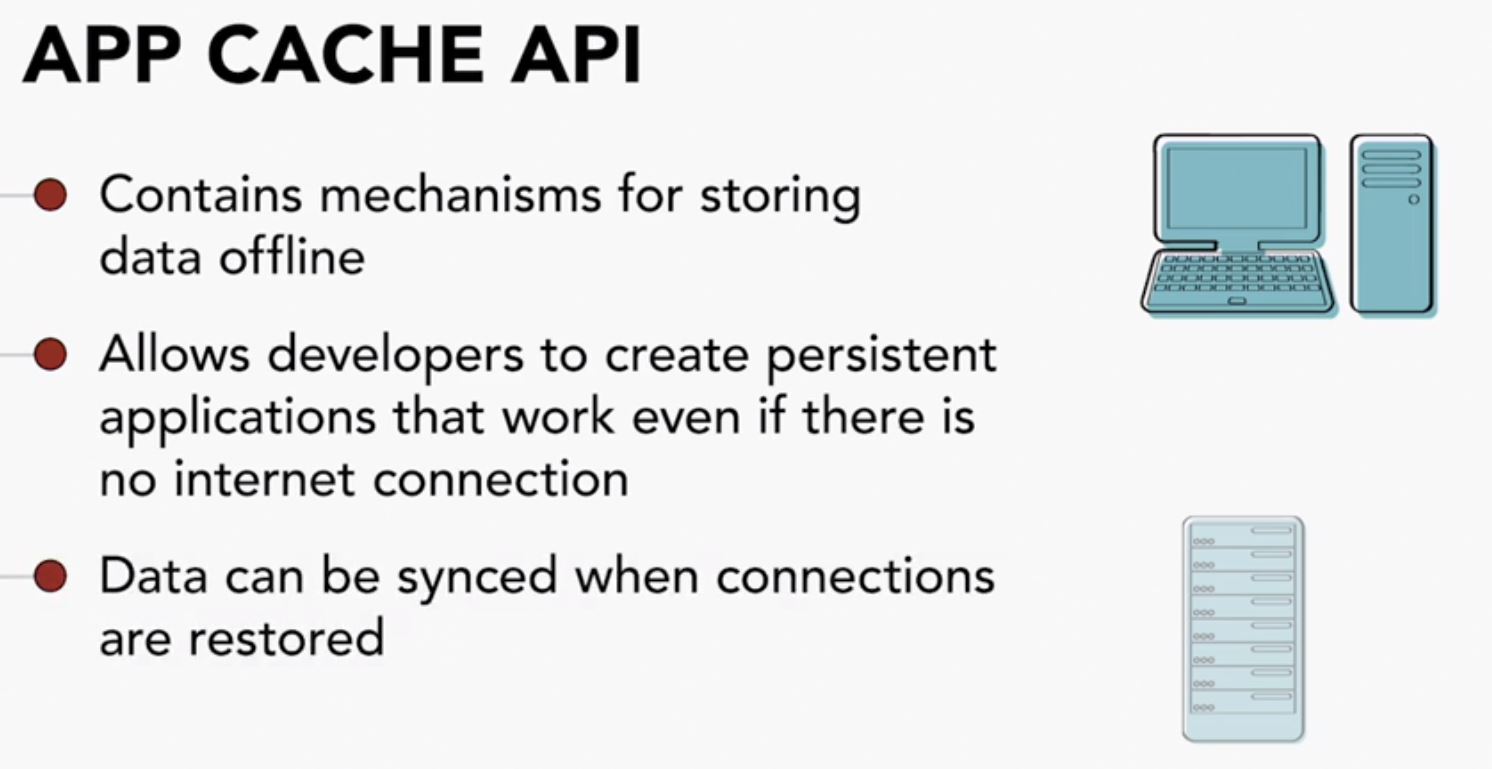 APP CACHE API
Contains mechanisms for storing
data offline
Allows developers to create persistent
applications that work even if there is
no internet connection
Data can be synced when connections
are restored